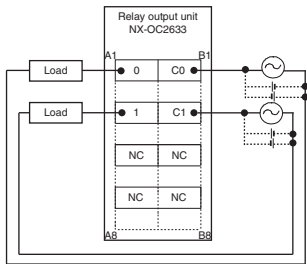 Relay output unit
NX-OC2633
A1 B1
Load 0 C0
Load 1 C1
NC NC
NC NC
A8 B8